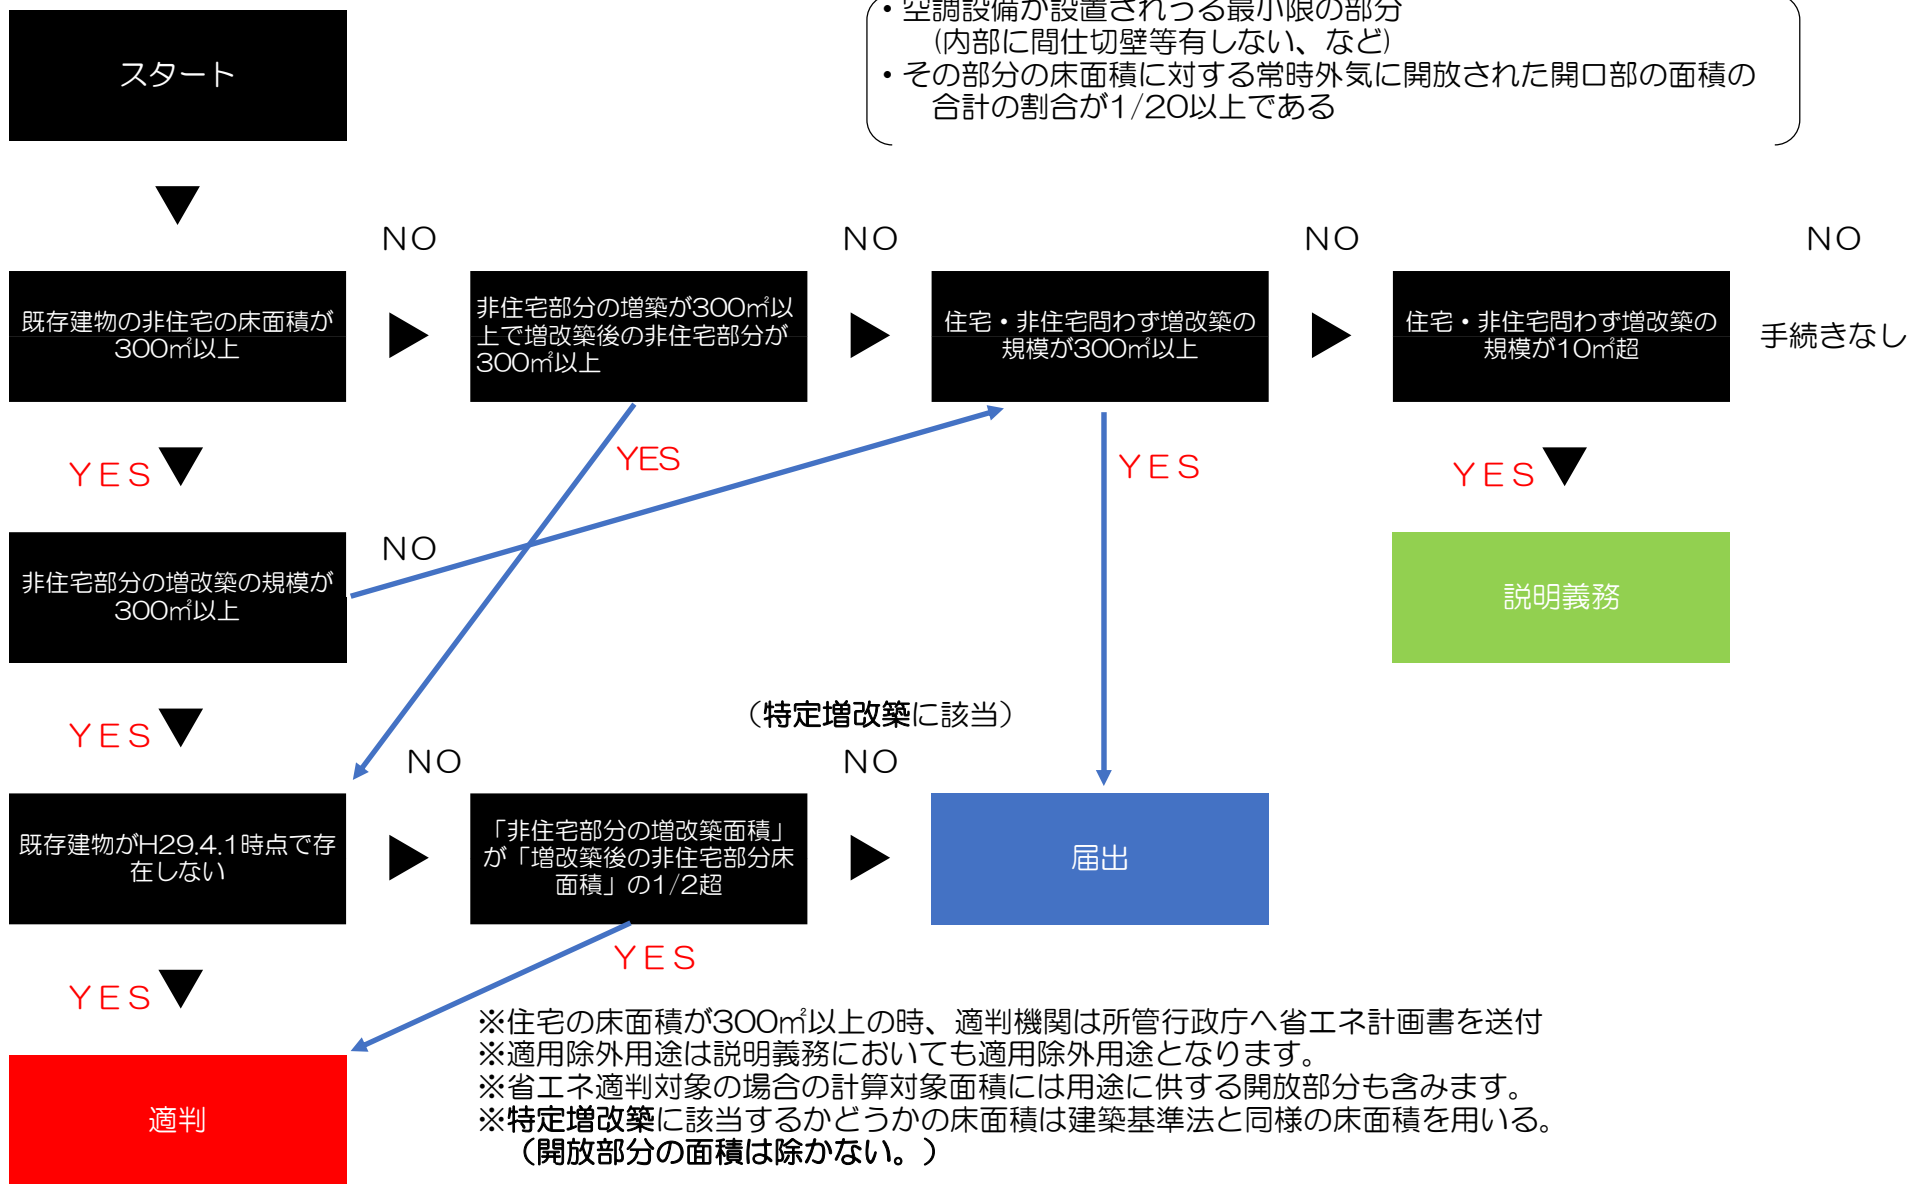 ・空調設備が設置されうる最小限の部分
(内部に間仕切壁等有しない、など)
・その部分の床面積に対する常時外気に開放された開口部の面積の
合計の割合が1/20以上である
スタート
NO
NO
NO
NO
既存建物の非住宅の床面積が
300㎡以上
非住宅部分の増築が300㎡以
上で増改築後の非住宅部分が
300㎡以上
住宅・非住宅問わず増改築の
規模が300㎡以上
住宅・非住宅問わず増改築の
規模が10㎡超
手続きなし
YES
YES
YES
YES
非住宅部分の増改築の規模が
300㎡以上
NO
説明義務
YES
(特定増改築に該当)
NO
NO
既存建物がH29.4.1時点で存
在しない
「非住宅部分の増改築面積」
が「増改築後の非住宅部分床
面積」の1/2超
届出
YES
YES
※住宅の床面積が300㎡以上の時、適判機関は所管行政庁へ省エネ計画書を送付
※適用除外用途は説明義務においても適用除外用途となります。
※省エネ適判対象の場合の計算対象面積には用途に供する開放部分も含みます。
※特定増改築に該当するかどうかの床面積は建築基準法と同様の床面積を用いる。
(開放部分の面積は除かない。)
適判